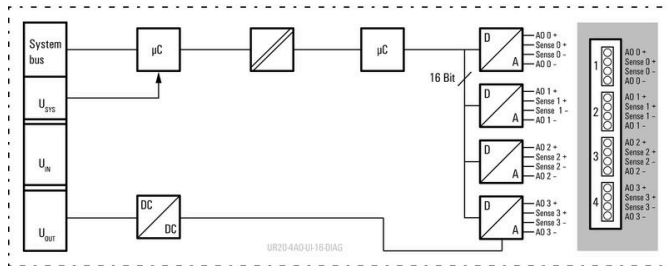 System
bus
µC
µC
D
A
AO 0 +
Sense 0 +
Sense 0 –
AO 0 –
U_SYS
16 Bit
D
A
AO 1 +
Sense 1 +
Sense 1 –
AO 1 –
U_IN
D
A
AO 2 +
Sense 2 +
Sense 2 –
AO 2 –
U_OUT
DC
DC
D
A
AO 3 +
Sense 3 +
Sense 3 –
AO 3 –
UR20-4AO-UI-16-DIAG
1
AO 0 +
Sense 0 +
Sense 0 –
AO 0 –
2
AO 1 +
Sense 1 +
Sense 1 –
AO 1 –
3
AO 2 +
Sense 2 +
Sense 2 –
AO 2 –
4
AO 3 +
Sense 3 +
Sense 3 –
AO 3 –